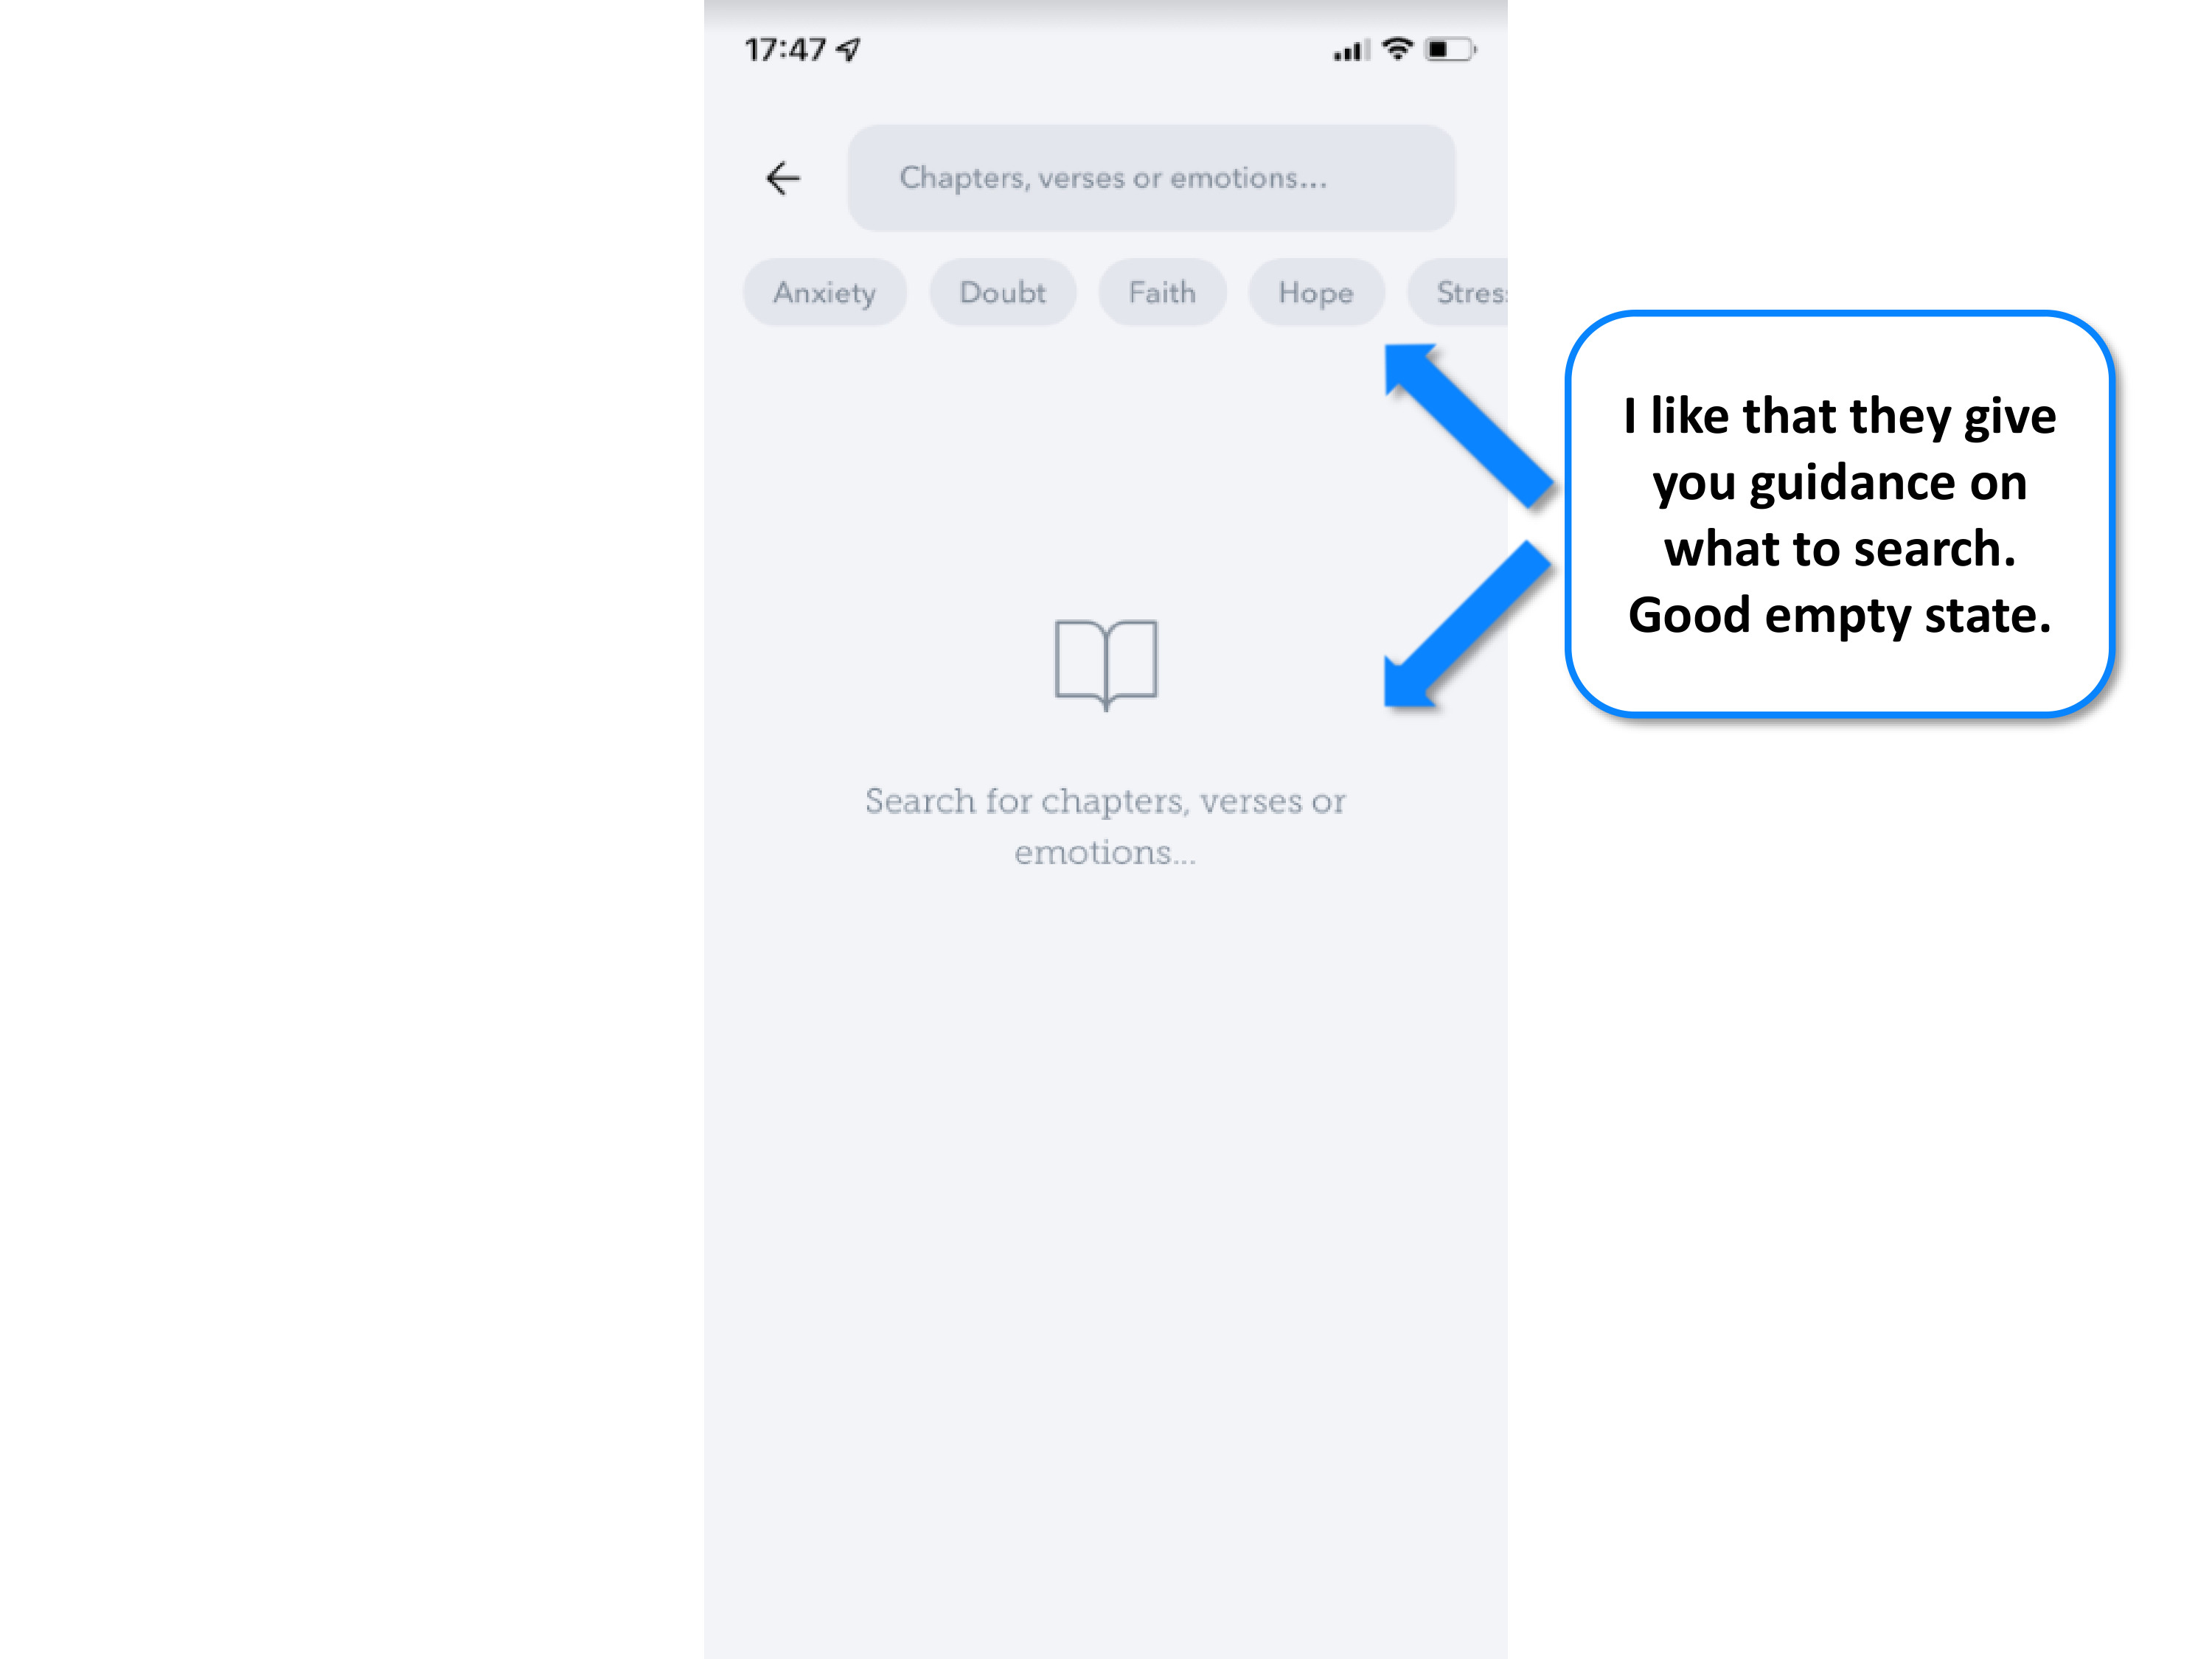 17:47
Chapters, verses or emotions...
Anxiety Doubt Faith Hope Stres
Search for chapters, verses or
emotions...
I like that they give
you guidance on
what to search.
Good empty state.